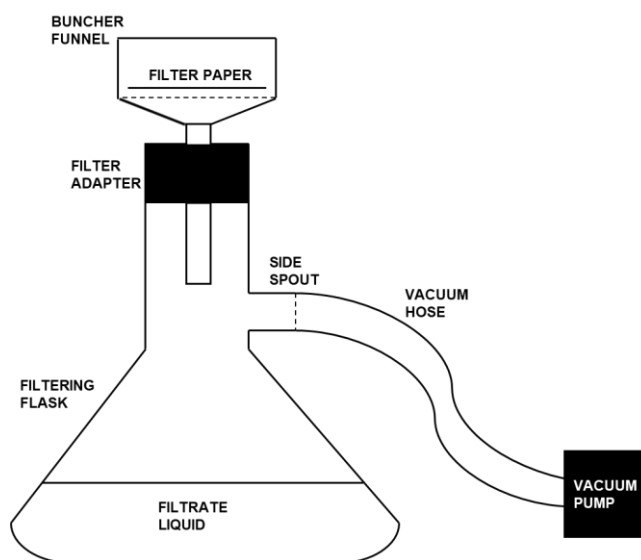 BUNCHER
FUNNEL
FILTER PAPER
FILTER
ADAPTER
SIDE
SPOUT
VACUUM
HOSE
FILTERING
FLASK
VACUUM
PUMP
FILTRATE
LIQUID